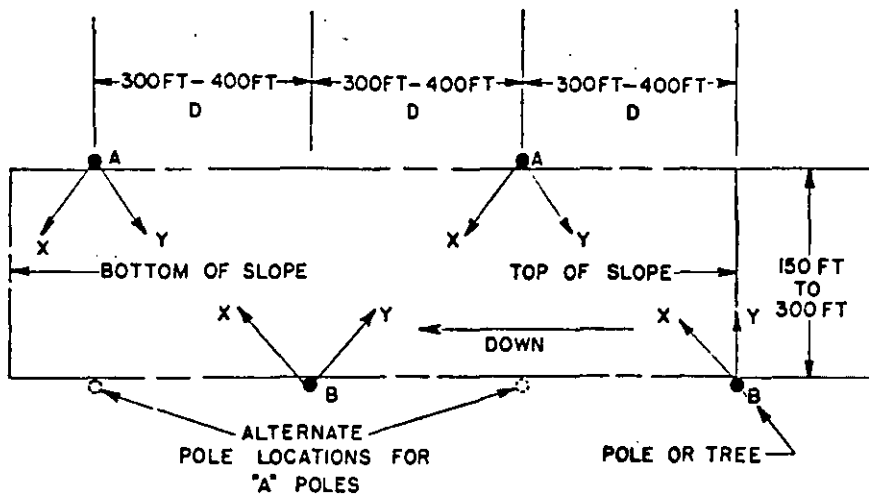 300FT-400FT 300FT-400FT 300FT-400FT
D D D
A A
X Y X Y
BOTTOM OF SLOPE TOP OF SLOPE 150 FT
TO
300 FT
X Y X Y
DOWN
B B
ALTERNATE
POLE LOCATIONS FOR
"A" POLES
POLE OR TREE